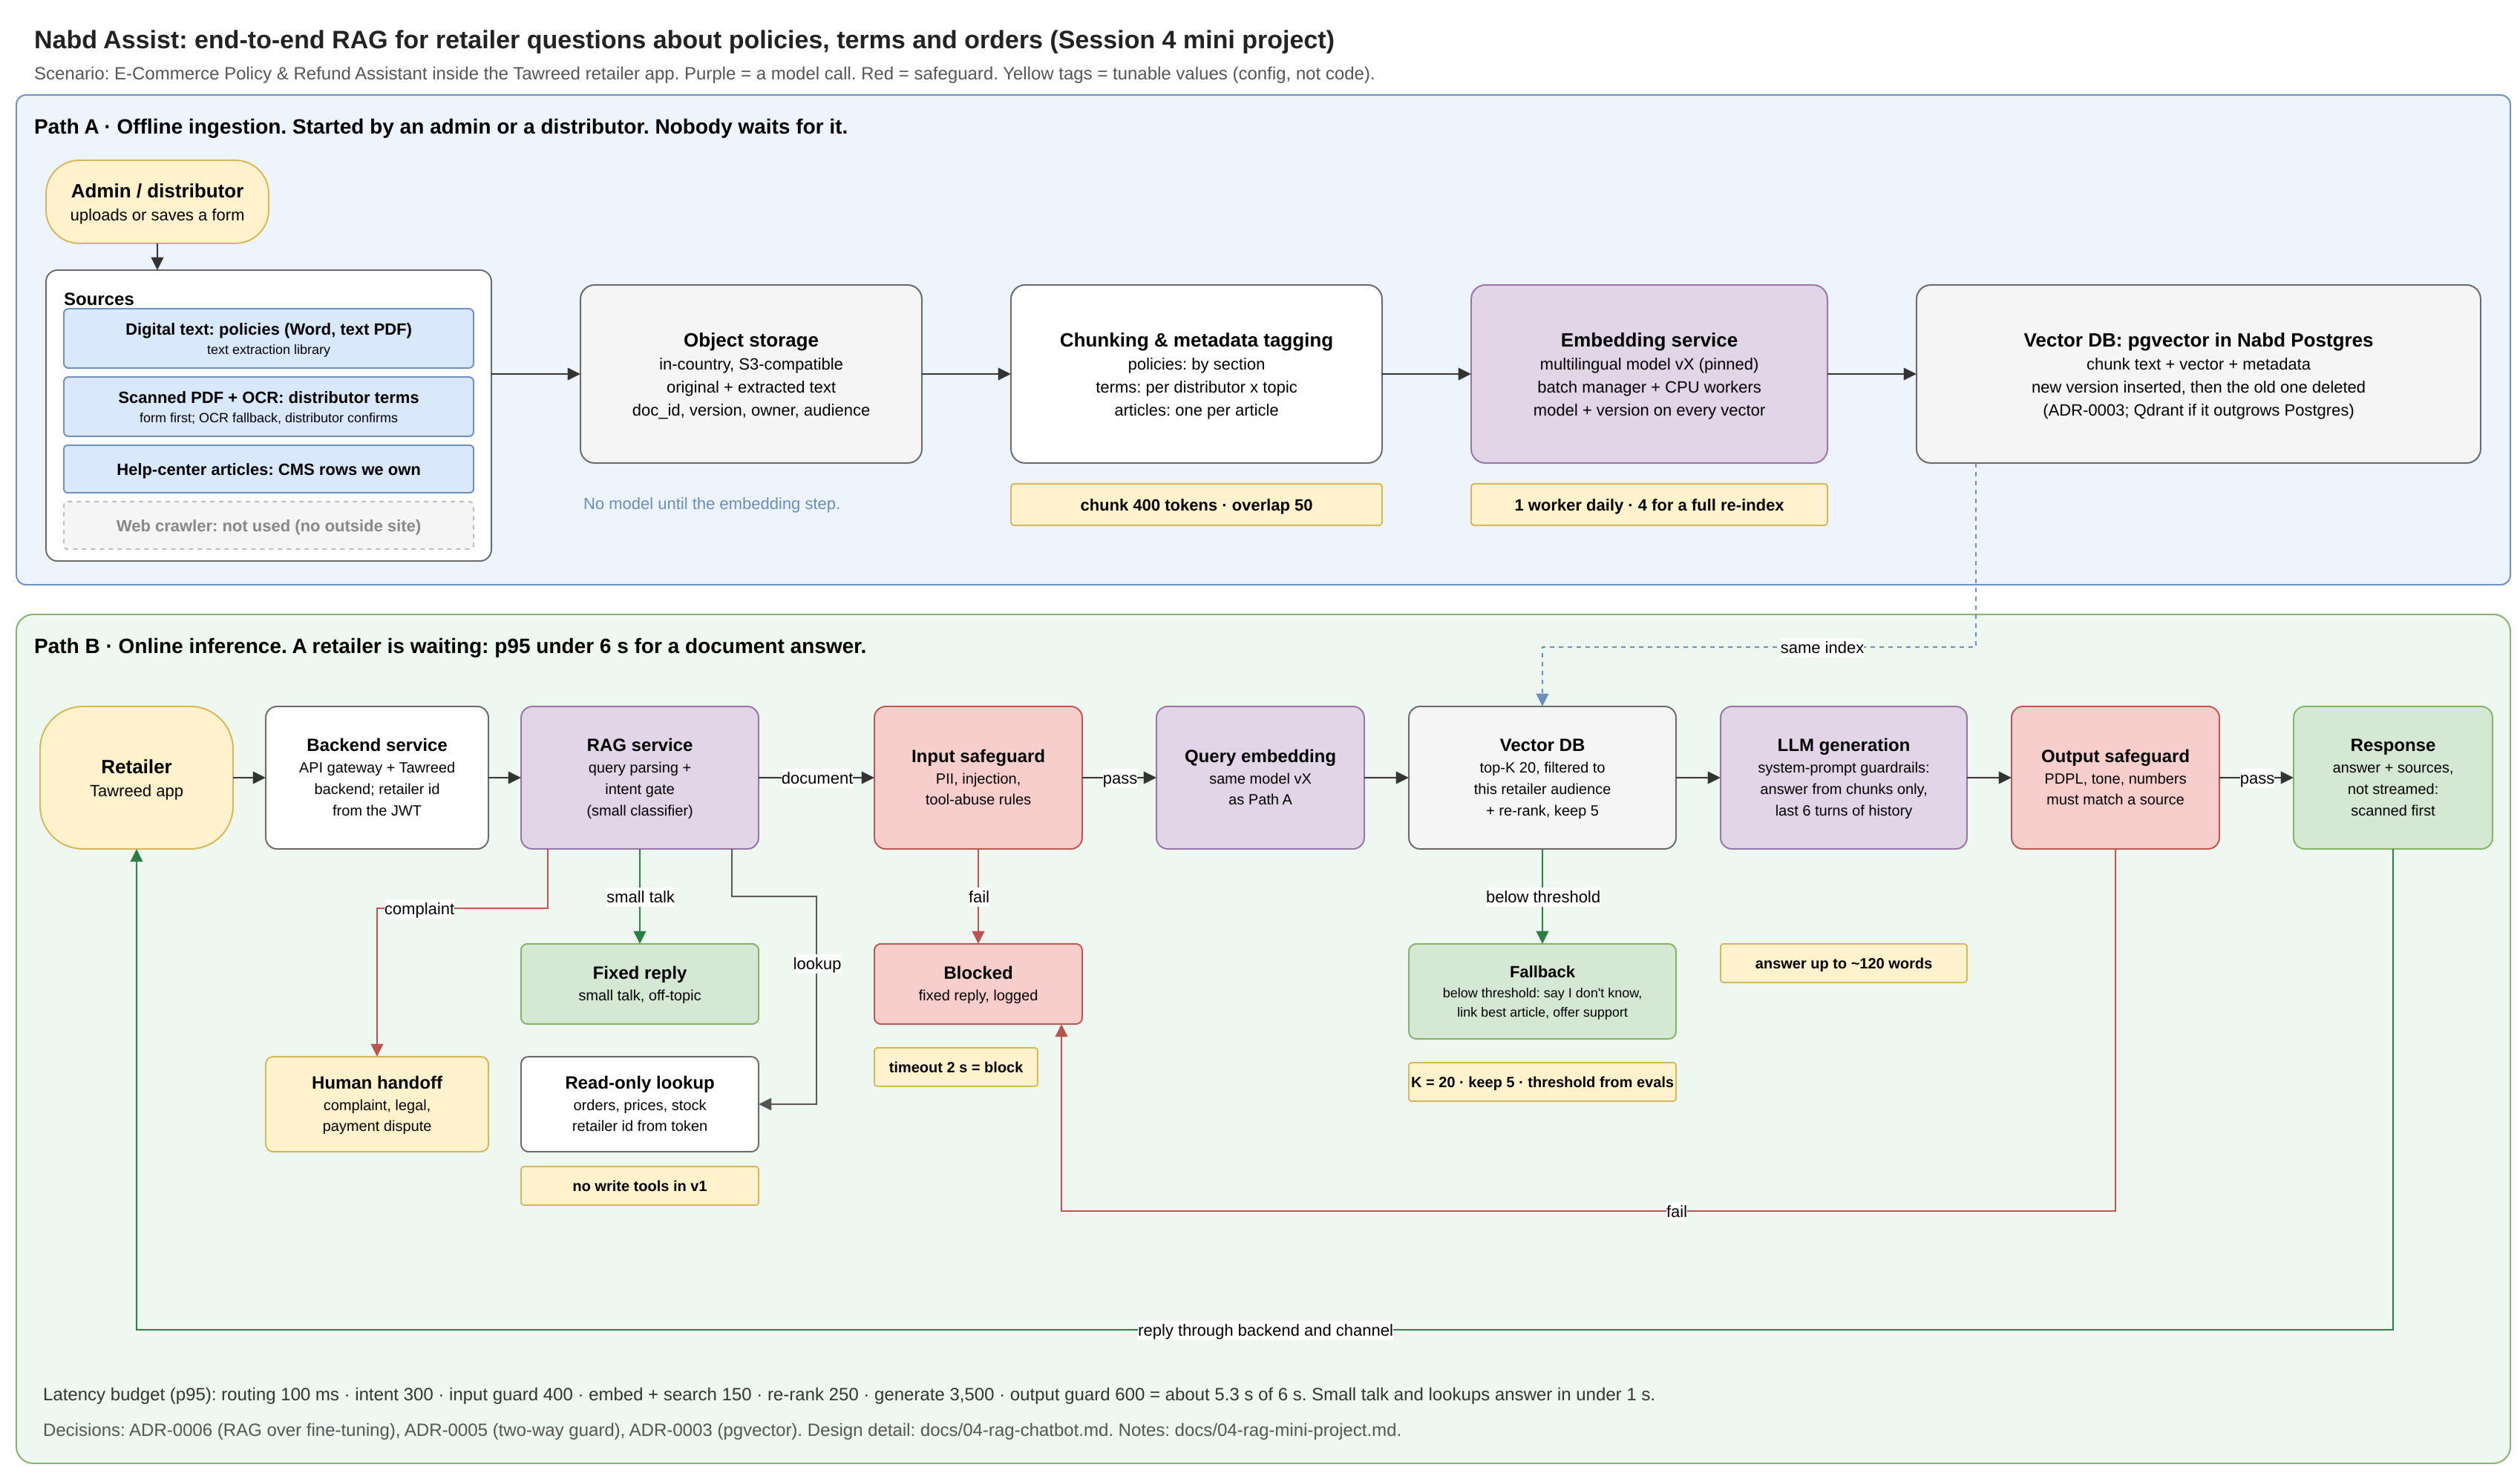 Nabd Assist: end-to-end RAG for retailer questions about policies, terms and orders (Session 4 mini project)
Scenario: E-Commerce Policy & Refund Assistant inside the Tawreed retailer app. Purple = a model call. Red = safeguard. Yellow tags = tunable values (config, not code).
Path A · Offline ingestion. Started by an admin or a distributor. Nobody waits for it.
Admin / distributor
uploads or saves a form
Sources
Digital text: policies (Word, text PDF)
text extraction library
Scanned PDF + OCR: distributor terms
form first; OCR fallback, distributor confirms
Help-center articles: CMS rows we own
Web crawler: not used (no outside site)
Object storage
in-country, S3-compatible
original + extracted text
doc_id, version, owner, audience
No model until the embedding step.
Chunking & metadata tagging
policies: by section
terms: per distributor x topic
articles: one per article
chunk 400 tokens · overlap 50
Embedding service
multilingual model vX (pinned)
batch manager + CPU workers
model + version on every vector
1 worker daily · 4 for a full re-index
Vector DB: pgvector in Nabd Postgres
chunk text + vector + metadata
new version inserted, then the old one deleted
(ADR-0003; Qdrant if it outgrows Postgres)
Path B · Online inference. A retailer is waiting: p95 under 6 s for a document answer.
same index
Retailer
Tawreed app
Backend service
API gateway + Tawreed
backend; retailer id
from the JWT
RAG service
query parsing +
intent gate
(small classifier)
document
Input safeguard
PII, injection,
tool-abuse rules
pass
Query embedding
same model vX
as Path A
Vector DB
top-K 20, filtered to
this retailer audience
+ re-rank, keep 5
LLM generation
system-prompt guardrails:
answer from chunks only,
last 6 turns of history
Output safeguard
PDPL, tone, numbers
must match a source
pass
Response
answer + sources,
not streamed:
scanned first
complaint
small talk
lookup
fail
below threshold
Fixed reply
small talk, off-topic
Blocked
fixed reply, logged
Fallback
below threshold: say I don't know,
link best article, offer support
answer up to ~120 words
Human handoff
complaint, legal,
payment dispute
Read-only lookup
orders, prices, stock
retailer id from token
timeout 2 s = block
K = 20 · keep 5 · threshold from evals
no write tools in v1
fail
reply through backend and channel
Latency budget (p95): routing 100 ms · intent 300 · input guard 400 · embed + search 150 · re-rank 250 · generate 3,500 · output guard 600 = about 5.3 s of 6 s. Small talk and lookups answer in under 1 s.
Decisions: ADR-0006 (RAG over fine-tuning), ADR-0005 (two-way guard), ADR-0003 (pgvector). Design detail: docs/04-rag-chatbot.md. Notes: docs/04-rag-mini-project.md.